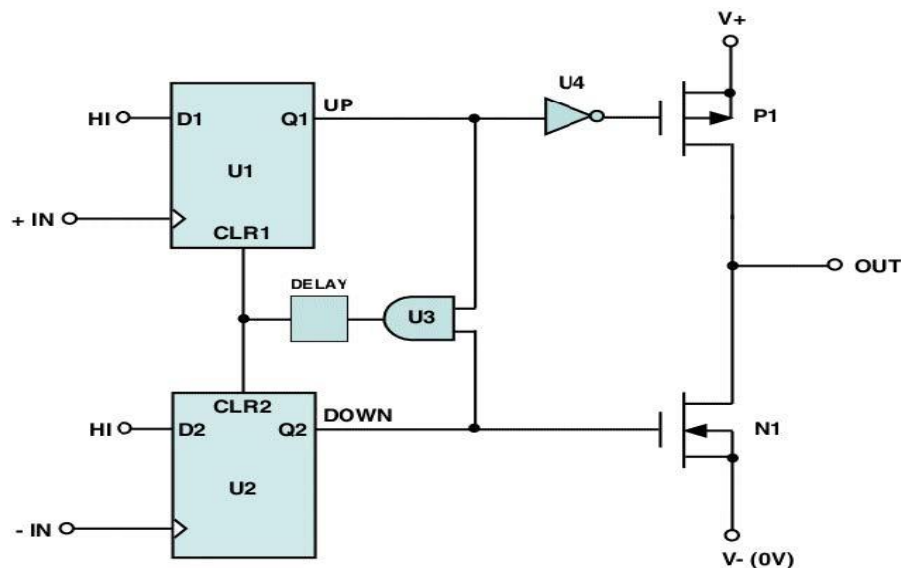 V+
U4
UP
HI
D1
Q1
P1
U1
+ IN
CLR1
OUT
DELAY
U3
CLR2
DOWN
HI
D2
Q2
N1
U2
- IN
V- (0V)